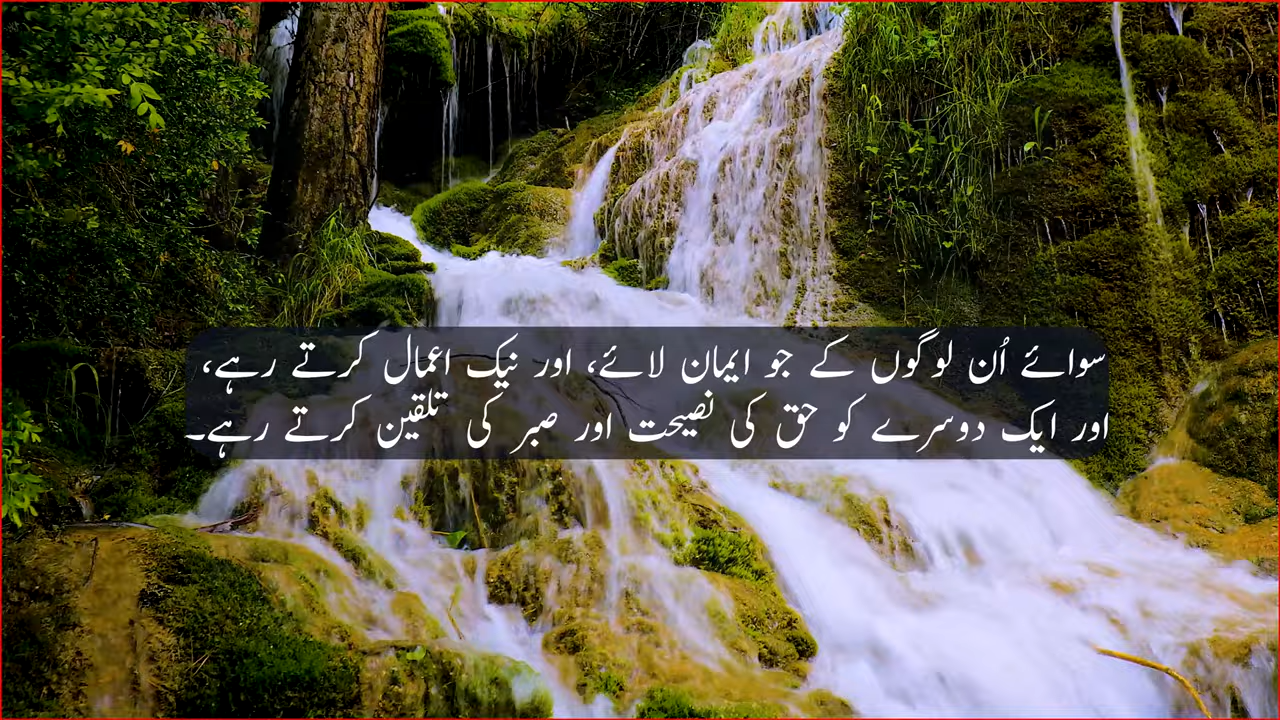 سوائے اُن لوگوں کے جو ایمان لائے، اور نیک اعمال کرتے رہے،
اور ایک دوسرے کو حق کی نصیحت اور صبر کی تلقین کرتے رہے۔